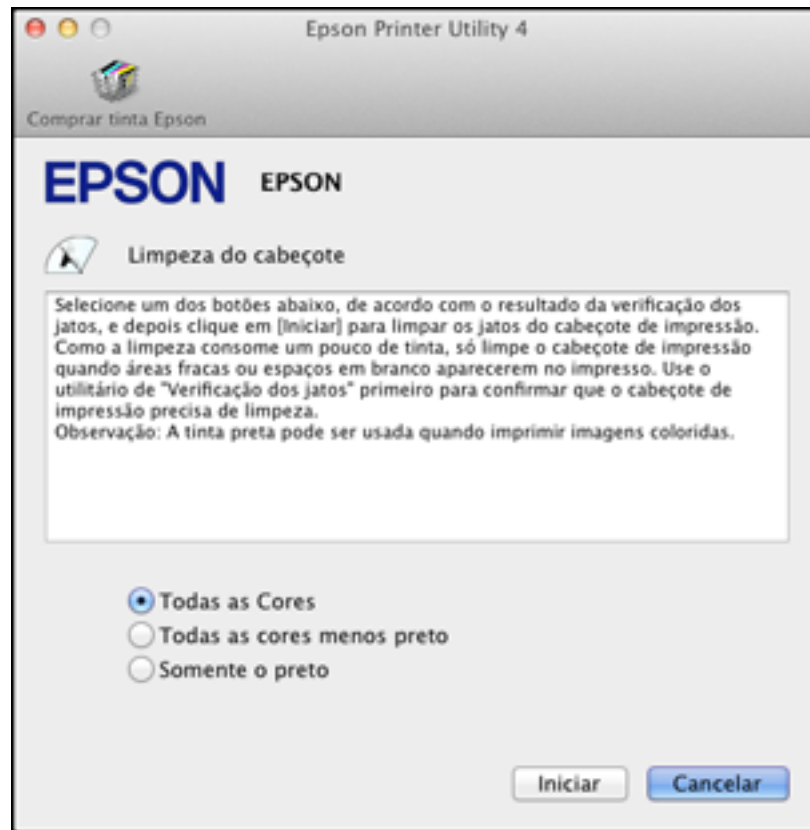 Epson Printer Utility 4
Comprar tinta Epson
EPSON EPSON
Limpeza do cabeçote
Selecione um dos botões abaixo, de acordo com o resultado da verificação dos
jatos, e depois clique em [Iniciar] para limpar os jatos do cabeçote de impressão.
Como a limpeza consome um pouco de tinta, só limpe o cabeçote de impressão
quando áreas fracas ou espaços em branco aparecerem no impresso. Use o
utilitário de "Verificação dos jatos" primeiro para confirmar que o cabeçote de
impressão precisa de limpeza.
Observação: A tinta preta pode ser usada quando imprimir imagens coloridas.
Todas as Cores
Todas as cores menos preto
Somente o preto
Iniciar Cancelar